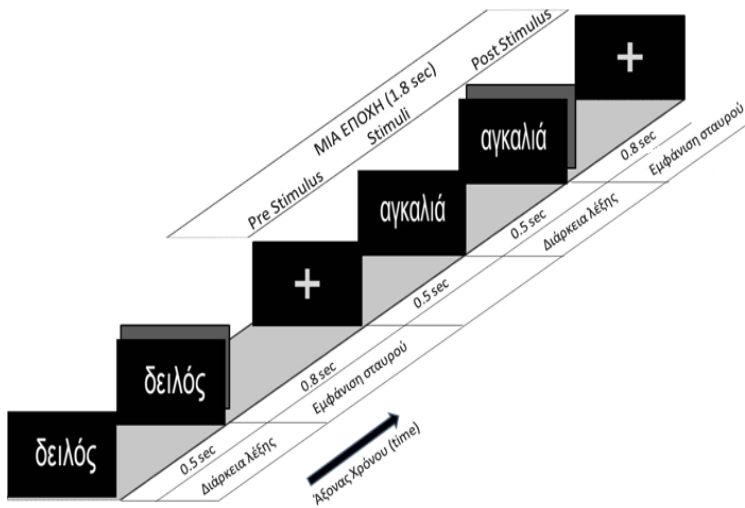 ΜΙΑ ΕΠΟΧΗ (1.8 sec)
Pre Stimulus
Stimuli
Post Stimulus
+
αγκαλιά
αγκαλιά
+
δειλός
δειλός
0.5 sec
0.8 sec
0.5 sec
0.5 sec
0.8 sec
Διάρκεια λέξης
Εμφάνιση σταυρού
Διάρκεια λέξης
Εμφάνιση σταυρού
Άξονας Χρόνου (time)